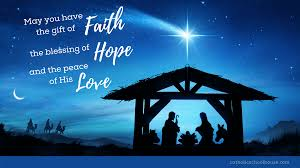 May you have
the gift of Faith
the blessing of Hope
and the peace
of His Love
catholicschoolhouse.com